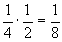 1/4 · 1/2 = 1/8